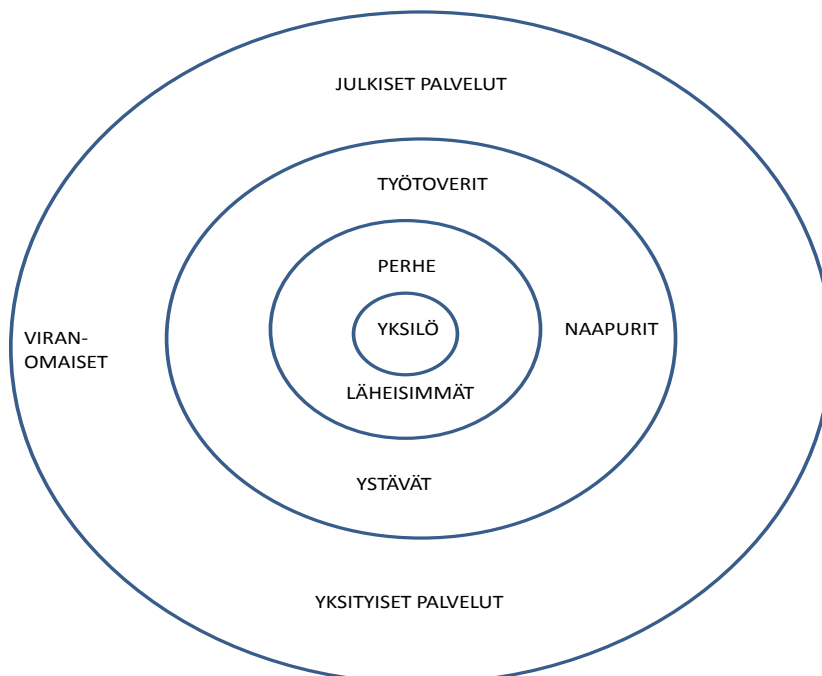 JULKISET PALVELUT
TYÖTOVERIT
PERHE
YKSILÖ
NAAPURIT
VIRAN-
OMAISET
LÄHEISIMMÄT
YSTÄVÄT
YKSITYISET PALVELUT